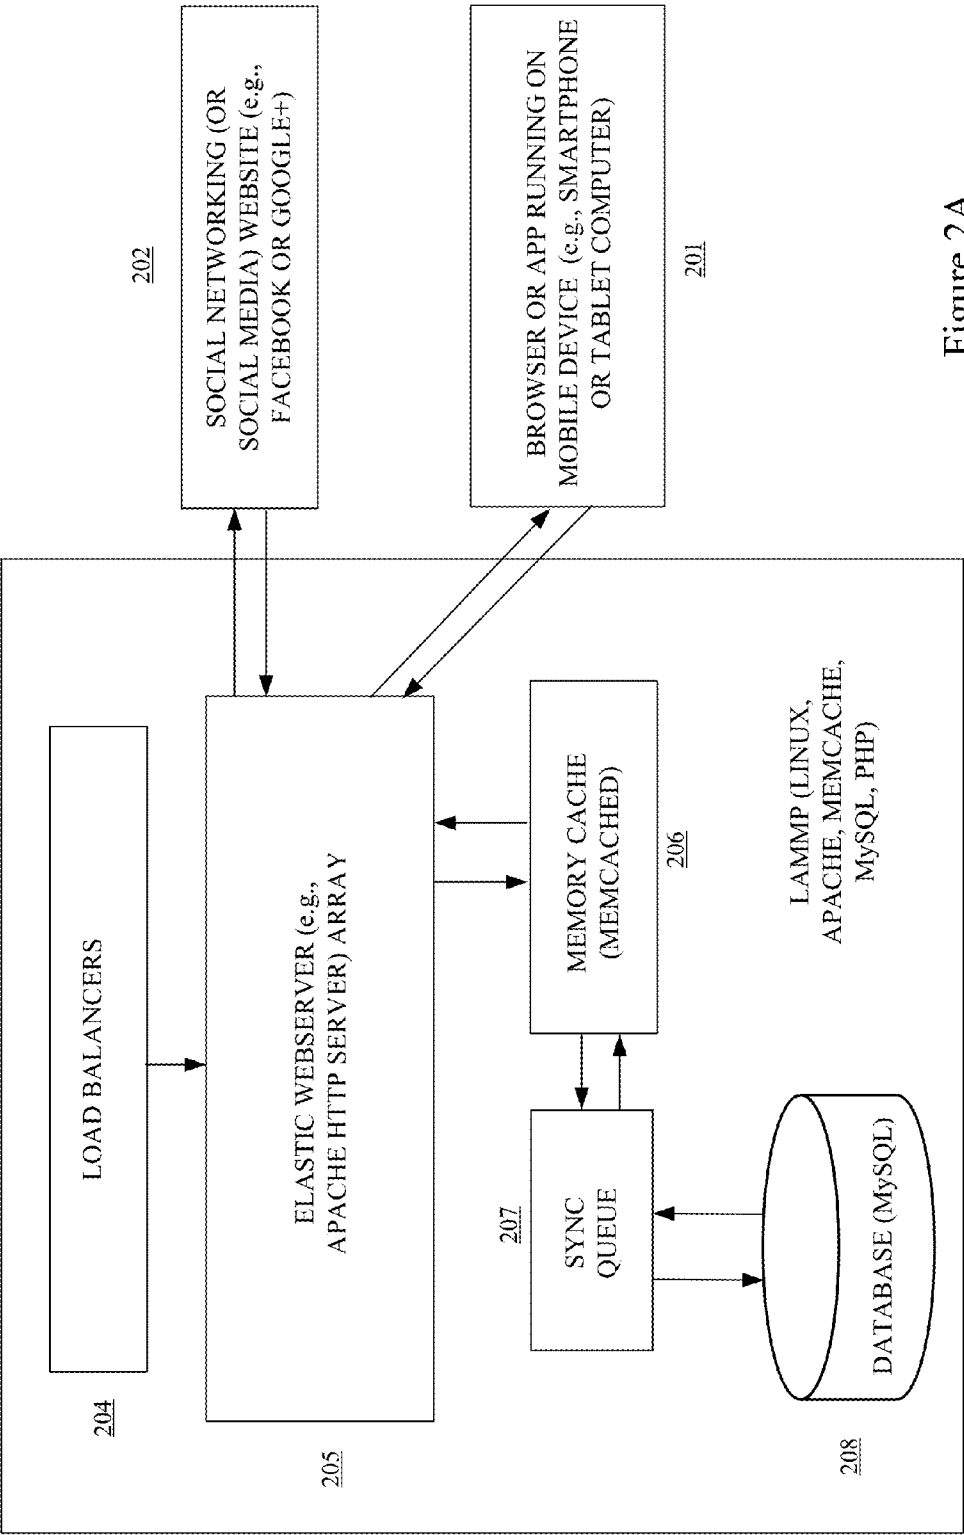 204
LOAD BALANCERS
205
ELASTIC WEBSERVER (e.g.,
APACHE HTTP SERVER) ARRAY
202
SOCIAL NETWORKING (OR
SOCIAL MEDIA) WEBSITE (e.g.,
FACEBOOK OR GOOGLE+)
207
SYNC
QUEUE
MEMORY CACHE
(MEMCACHED)
206
BROWSER OR APP RUNNING ON
MOBILE DEVICE (e.g., SMARTPHONE
OR TABLET COMPUTER)
201
208
DATABASE (MySQL)
LAMMP (LINUX,
APACHE, MEMCACHE,
MySQL, PHP)
Figure 2A